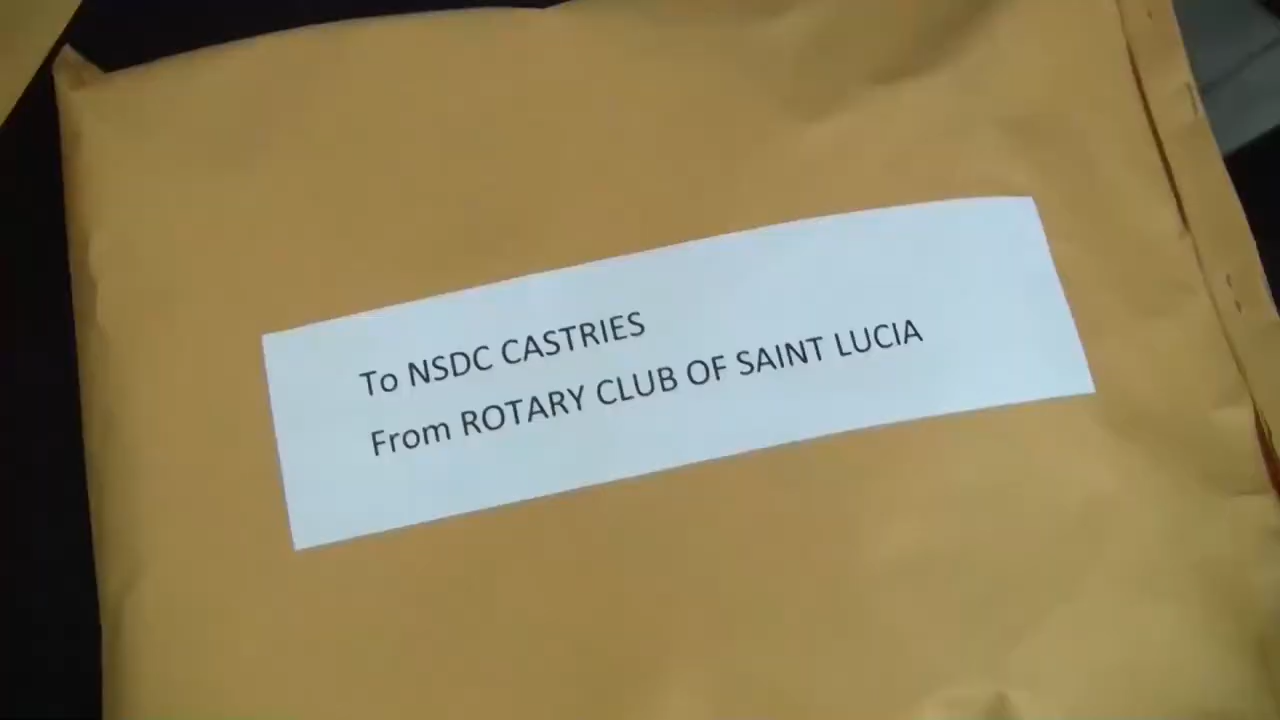 To NSDC CASTRIES
From ROTARY CLUB OF SAINT LUCIA